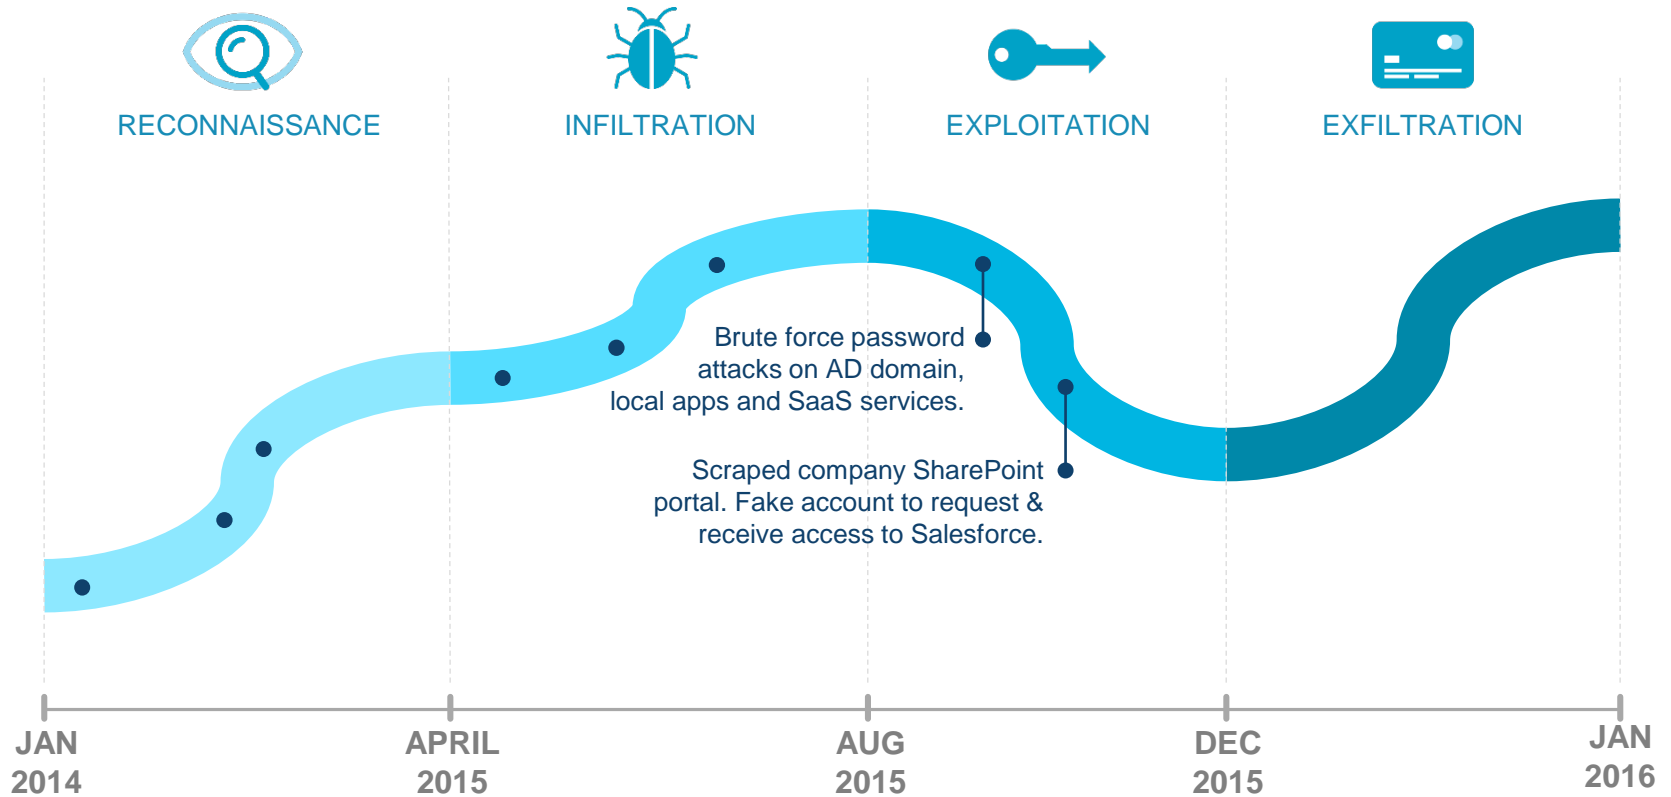 RECONNAISSANCE
INFILTRATION
EXPLOITATION
EXFILTRATION
Brute force password
attacks on AD domain,
local apps and SaaS services.
Scraped company SharePoint
portal. Fake account to request &
receive access to Salesforce.
JAN
2014
APRIL
2015
AUG
2015
DEC
2015
JAN
2016